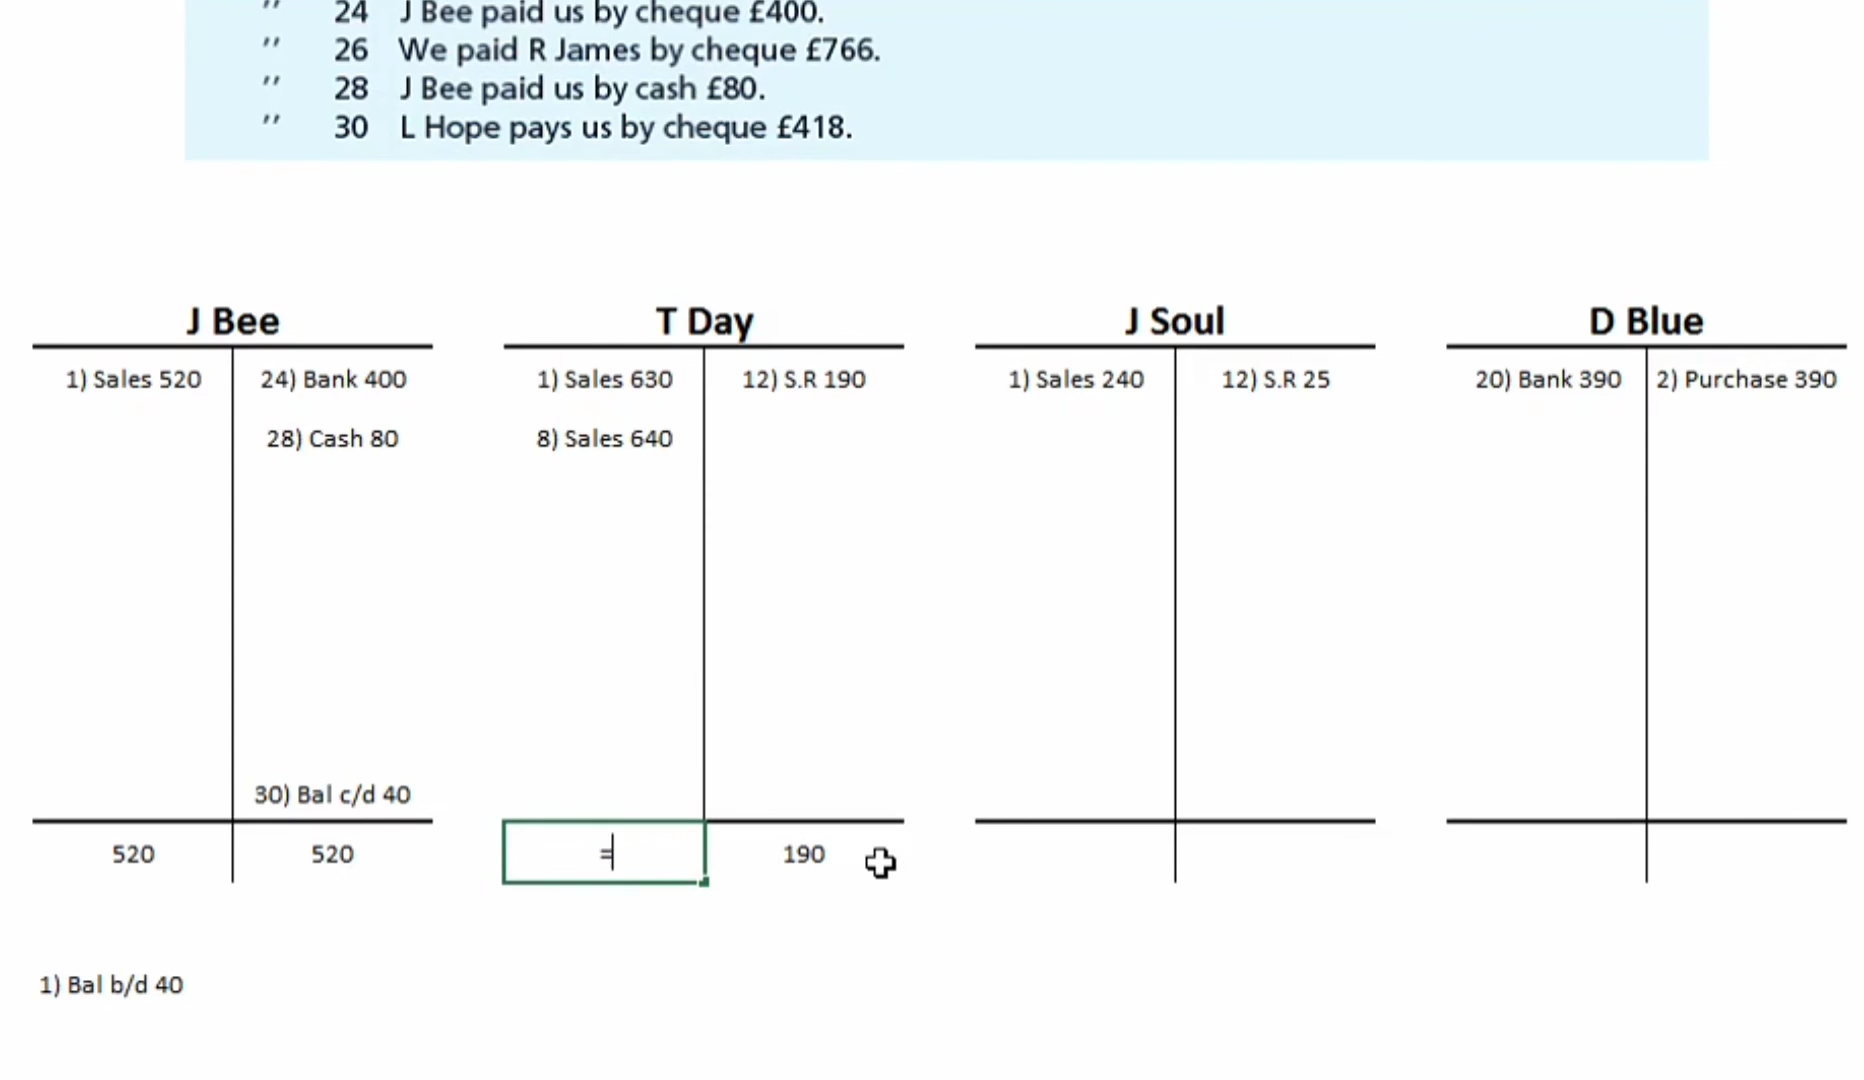 " 24 J Bee paid us by cheque £400.
" 26 We paid R James by cheque £766.
" 28 J Bee paid us by cash £80.
" 30 L Hope pays us by cheque £418.
J Bee
1) Sales 520 24) Bank 400
28) Cash 80
30) Bal c/d 40
520 520
1) Bal b/d 40
T Day
1) Sales 630 12) S.R 190
8) Sales 640
= 190
J Soul
1) Sales 240 12) S.R 25
D Blue
20) Bank 390 2) Purchase 390